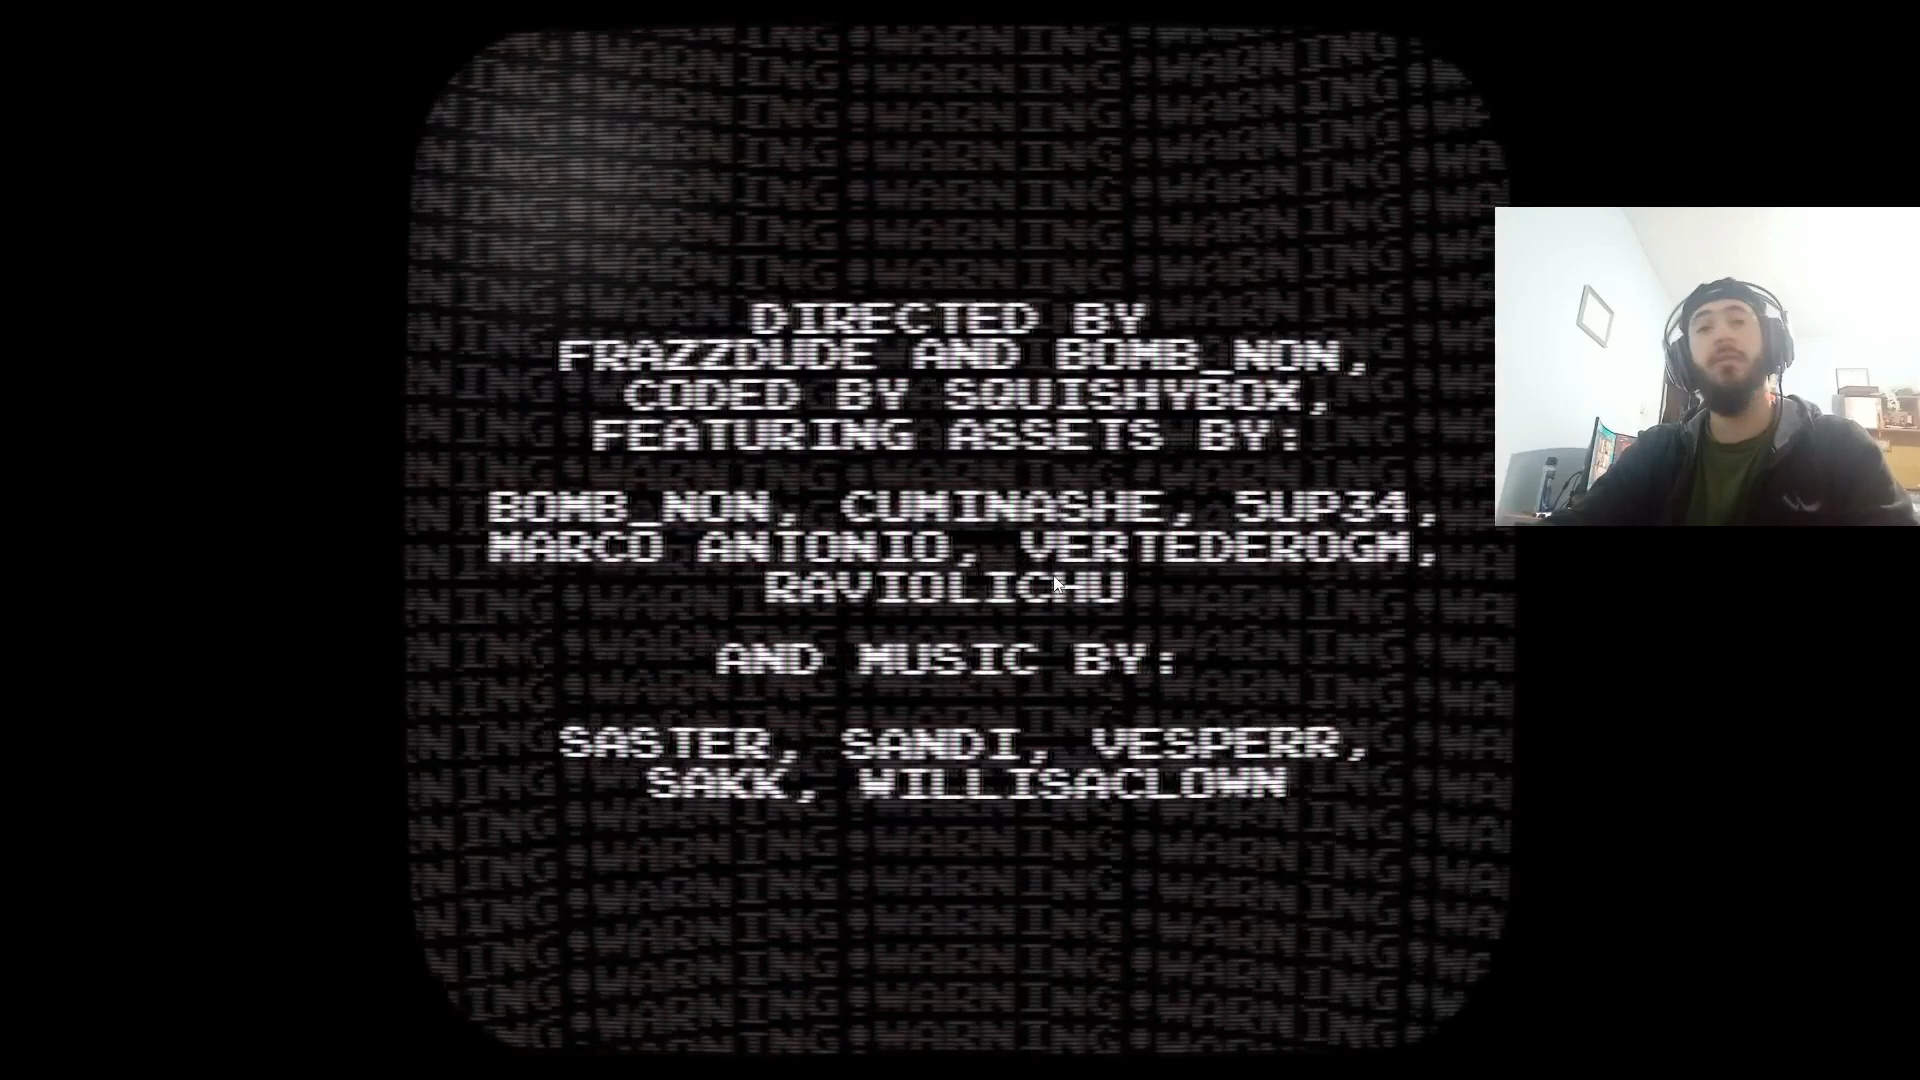 DIRECTED BY
FRAZZDUDE AND BOMB_NON,
CODED BY SQUISHYBOX,
FEATURING ASSETS BY:
BOMB_NON, CUMINASHE, 5UP34,
MARCO ANTONIO, VERTEDEROGM,
RAVIOLICHU
AND MUSIC BY:
SASTER, SANDI, VESPERR,
SAKK, WILLISACLOWN